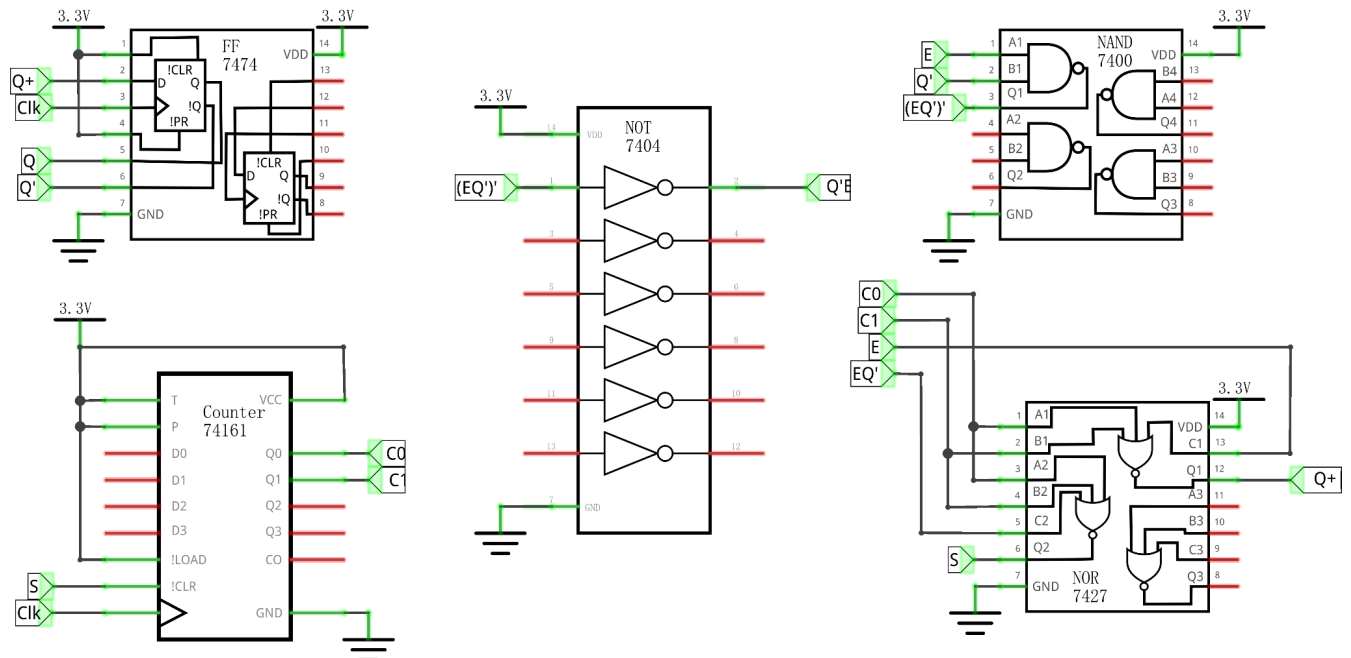 3.3V
3.3V
FF
7474
1
2
3
4
5
6
7
14
13
12
11
10
9
8
VDD
GND
!CLR
D
Q
!Q
!PR
!CLR
D
Q
!Q
!PR
Q+
Clk
Q
Q'
3.3V
NOT
7404
14
VDD
1
2
3
4
5
6
9
8
11
10
13
12
7
GND
(EQ')'
Q'E
3.3V
NAND
7400
E
Q'
(EQ')'
1
2
3
4
5
6
7
A1
B1
Q1
A2
B2
Q2
GND
14
13
12
11
10
9
8
VDD
B4
A4
Q4
A3
B3
Q3
3.3V
Counter
74161
T
P
D0
D1
D2
D3
!LOAD
!CLR
VCC
Q0
Q1
Q2
Q3
CO
GND
S
Clk
C0
C1
C0
C1
E
EQ'
S
3.3V
1
2
3
4
5
6
7
A1
B1
A2
B2
C2
Q2
GND
NOR
7427
14
13
12
11
10
9
8
VDD
C1
Q1
A3
B3
C3
Q3
Q+